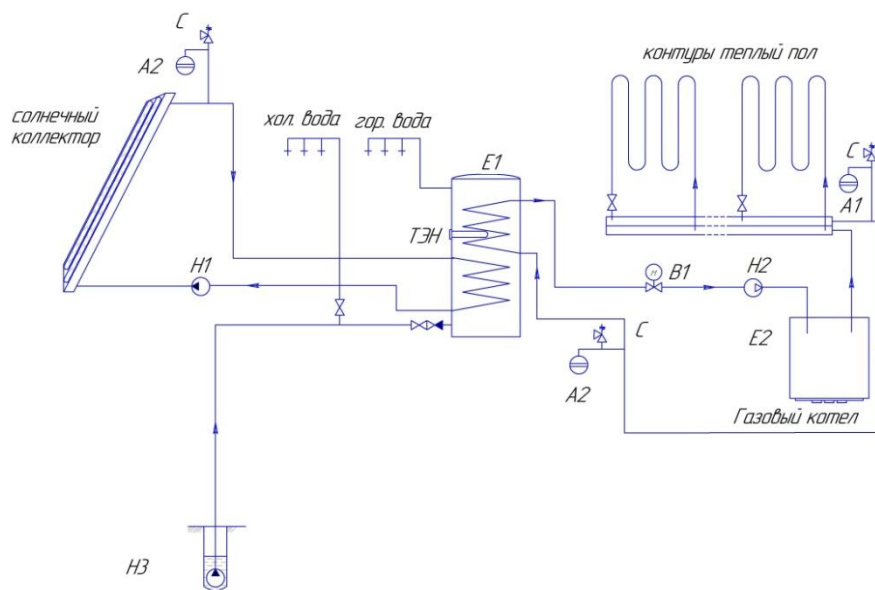 С
А2
солнечный
коллектор
хол. вода
гор. вода
Е1
ТЭН
Н1
контуры теплый пол
С
А1
М
В1
Н2
Е2
С
А2
Газовый котел
Н3